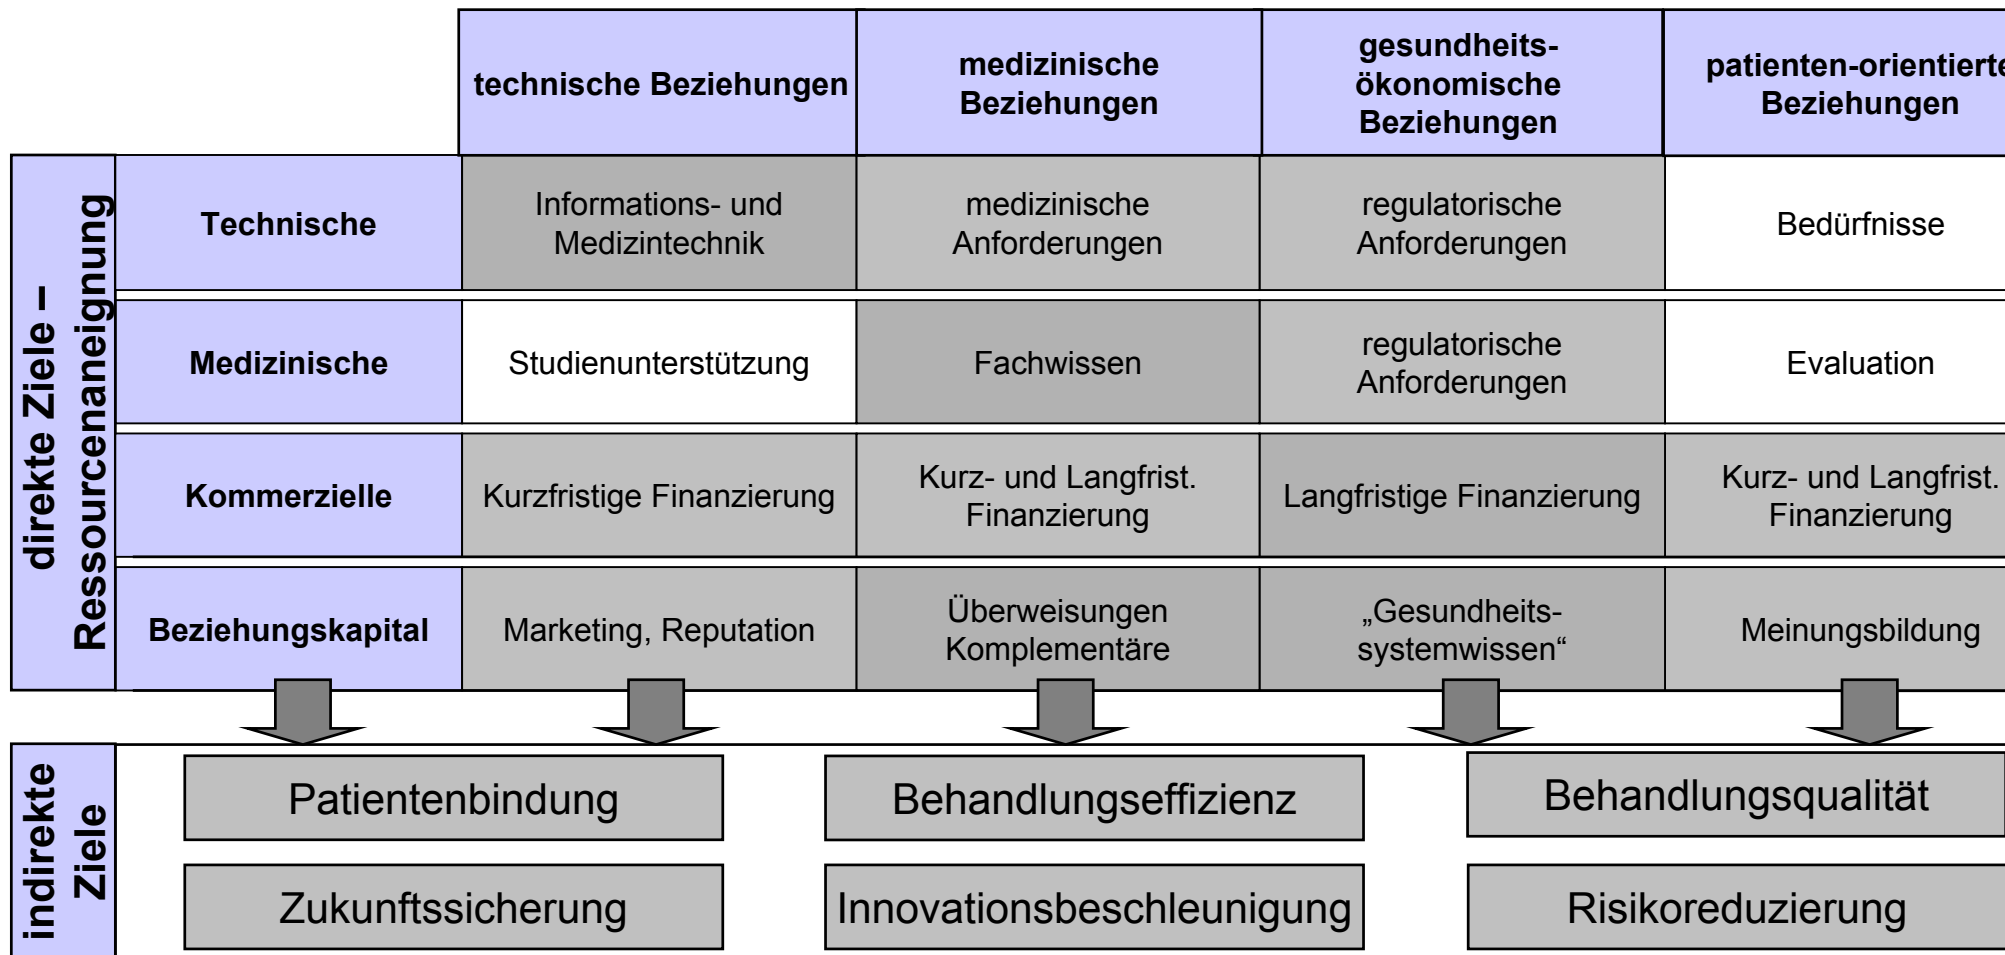 technische Beziehungen
medizinische
Beziehungen
gesundheits-
ökonomische
Beziehungen
patienten-orientierte
Beziehungen
direkte Ziele –
Ressourcenaneignung
Technische
Informations- und
Medizintechnik
medizinische
Anforderungen
regulatorische
Anforderungen
Bedürfnisse
Medizinische
Studienunterstützung
Fachwissen
regulatorische
Anforderungen
Evaluation
Kommerzielle
Kurzfristige Finanzierung
Kurz- und Langfrist.
Finanzierung
Langfristige Finanzierung
Kurz- und Langfrist.
Finanzierung
Beziehungskapital
Marketing, Reputation
Überweisungen
Komplementäre
„Gesundheits-
systemwissen“
Meinungsbildung
indirekte
Ziele
Patientenbindung
Behandlungseffizienz
Behandlungsqualität
Zukunftssicherung
Innovationsbeschleunigung
Risikoreduzierung